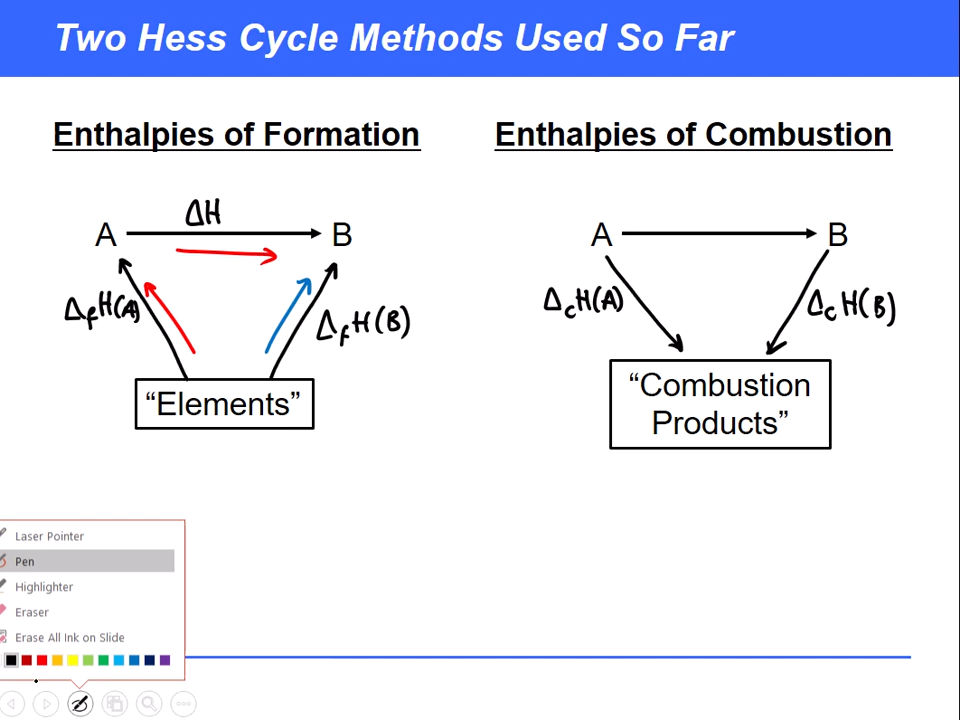 Two Hess Cycle Methods Used So Far
Enthalpies of Formation
A
ΔH
B
ΔfH(A)
ΔfH(B)
“Elements”
Enthalpies of Combustion
A
B
ΔcH(A)
ΔcH(B)
“Combustion
Products”
Laser Pointer
Pen
Highlighter
Eraser
Erase All Ink on Slide